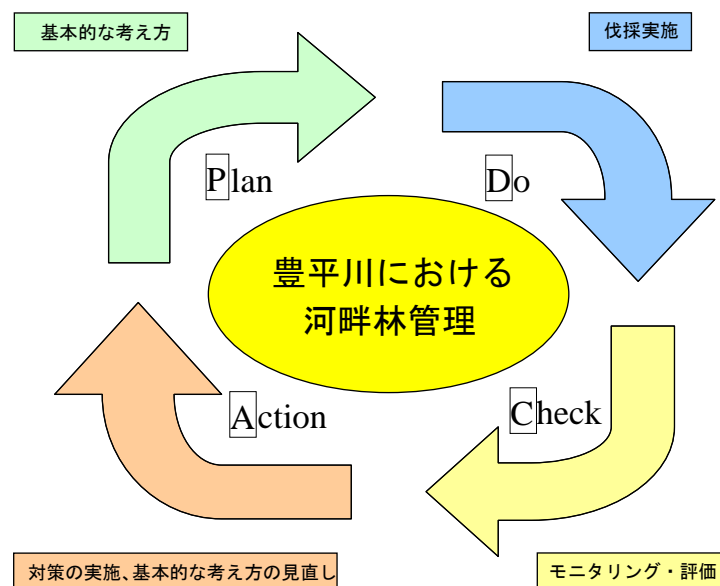 基本的な考え方
伐採実施
Plan
Do
豊平川における
河畔林管理
Action
Check
対策の実施、基本的な考え方の見直し
モニタリング・評価